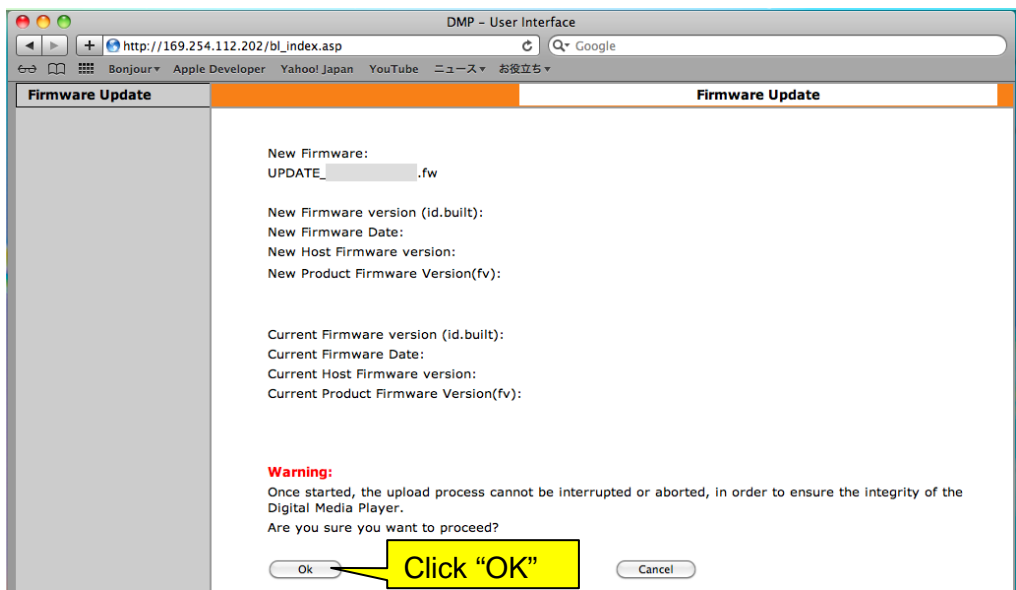 DMP – User Interface
http://169.254.112.202/bl_index.asp
Google
Bonjour Apple Developer Yahoo! Japan YouTube ニュース お役立ち
Firmware Update
Firmware Update
New Firmware:
UPDATE_ .fw
New Firmware version (id.built):
New Firmware Date:
New Host Firmware version:
New Product Firmware Version(fv):
Current Firmware version (id.built):
Current Firmware Date:
Current Host Firmware version:
Current Product Firmware Version(fv):
Warning:
Once started, the upload process cannot be interrupted or aborted, in order to ensure the integrity of the
Digital Media Player.
Are you sure you want to proceed?
Ok
Click “OK”
Cancel